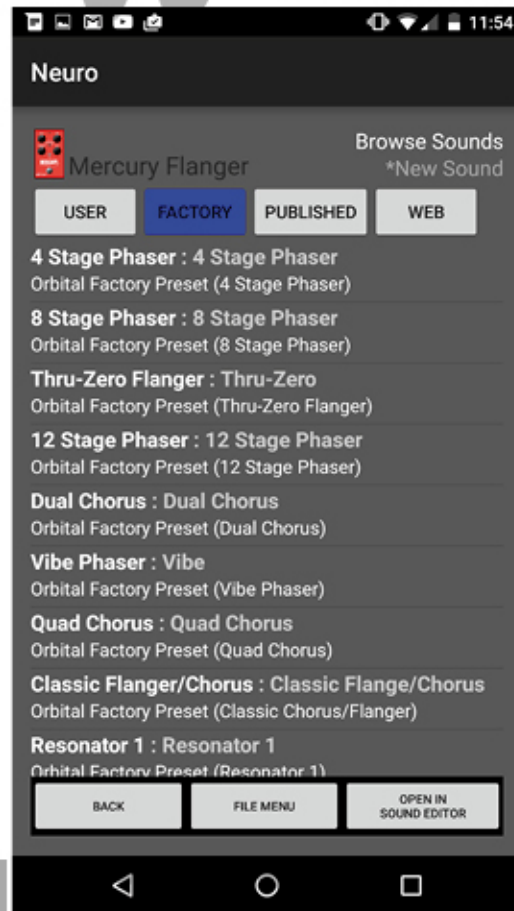 11:54
Neuro
Browse Sounds
Mercury Flanger
*New Sound
USER FACTORY PUBLISHED WEB
4 Stage Phaser : 4 Stage Phaser
Orbital Factory Preset (4 Stage Phaser)
8 Stage Phaser : 8 Stage Phaser
Orbital Factory Preset (8 Stage Phaser)
Thru-Zero Flanger : Thru-Zero
Orbital Factory Preset (Thru-Zero Flanger)
12 Stage Phaser : 12 Stage Phaser
Orbital Factory Preset (12 Stage Phaser)
Dual Chorus : Dual Chorus
Orbital Factory Preset (Dual Chorus)
Vibe Phaser : Vibe
Orbital Factory Preset (Vibe Phaser)
Quad Chorus : Quad Chorus
Orbital Factory Preset (Quad Chorus)
Classic Flanger/Chorus : Classic Flange/Chorus
Orbital Factory Preset (Classic Chorus/Flanger)
Resonator 1 : Resonator 1
Orbital Factory Preset (Resonator 1)
BACK FILE MENU OPEN IN
SOUND EDITOR